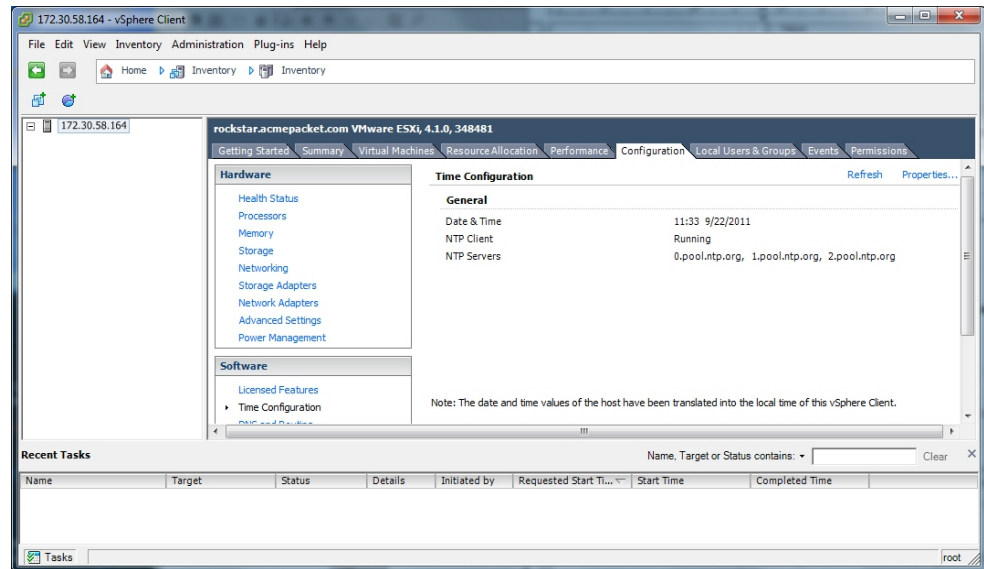 172.30.58.164 - vSphere Client
File Edit View Inventory Administration Plug-ins Help
Home Inventory Inventory
172.30.58.164
rockstar.acmepacket.com VMware ESXi, 4.1.0, 348481
Getting Started Summary Virtual Machines Resource Allocation Performance Configuration Local Users & Groups Events Permissions
Hardware
Health Status
Processors
Memory
Storage
Networking
Storage Adapters
Network Adapters
Advanced Settings
Power Management
Software
Licensed Features
Time Configuration
DNS and Routing
Time Configuration Refresh Properties...
General
Date & Time 11:33 9/22/2011
NTP Client Running
NTP Servers 0.pool.ntp.org, 1.pool.ntp.org, 2.pool.ntp.org
Note: The date and time values of the host have been translated into the local time of this vSphere Client.
Recent Tasks Name, Target or Status contains: Clear
Name Target Status Details Initiated by Requested Start Ti... Start Time Completed Time
Tasks root